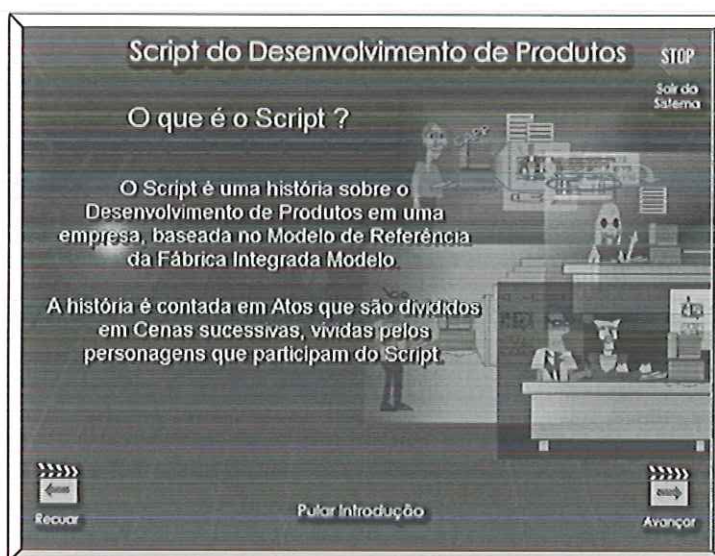 Script do Desenvolvimento de Produtos
STOP
Sair do
Sistema
O que é o Script ?
O Script é uma história sobre o
Desenvolvimento de Produtos em uma
empresa, baseada no Modelo de Referência
da Fábrica Integrada Modelo.
A história é contada em Atos que são divididos
em Cenas sucessivas, vividas pelos
personagens que participam do Script.
Recuar
Pular Introdução
Avançar